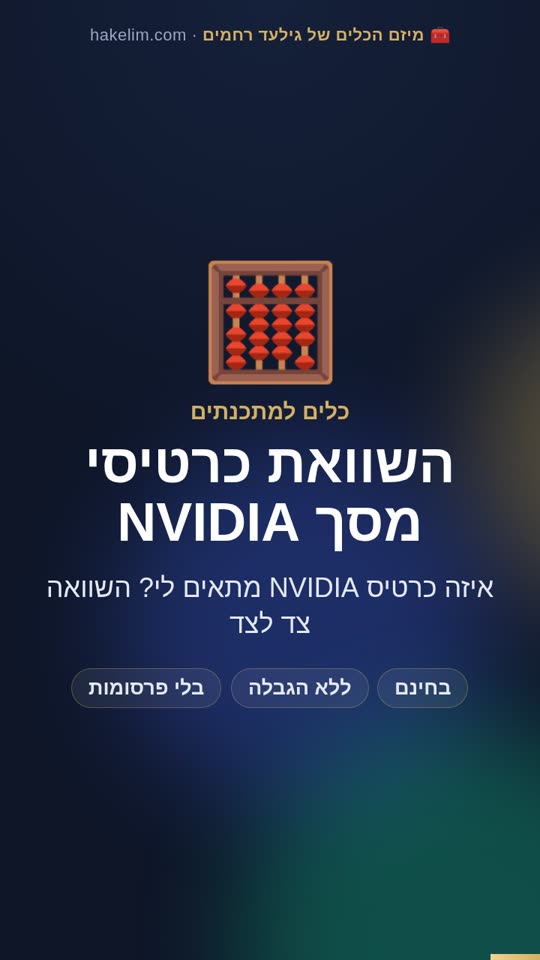 🧰 מיזם הכלים של גילעד רחמים · hakelim.com
כלים למתכנתים
השוואת כרטיסי
מסך NVIDIA
איזה כרטיס NVIDIA מתאים לי? השוואה
צד לצד
בחינם
ללא הגבלה
בלי פרסומות